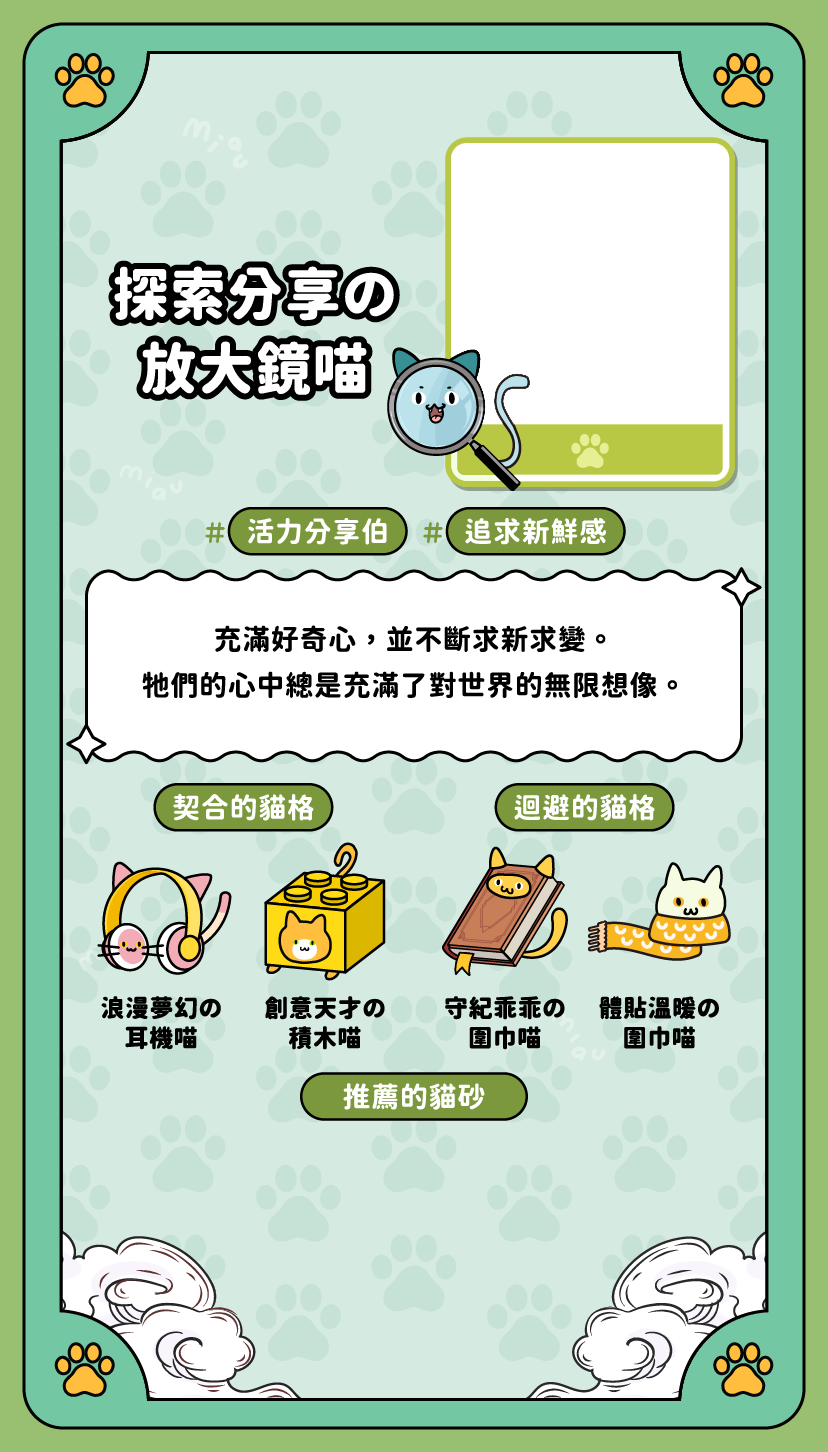 miau
探索分享の
放大鏡喵
miau
#活力分享伯 #追求新鮮感
充滿好奇心，並不斷求新求變。
牠們的心中總是充滿了對世界的無限想像。
契合的貓格
迴避的貓格
浪漫夢幻の
耳機喵
創意天才の
積木喵
守紀乖乖の
圍巾喵
體貼溫暖の
圍巾喵
miau
推薦的貓砂